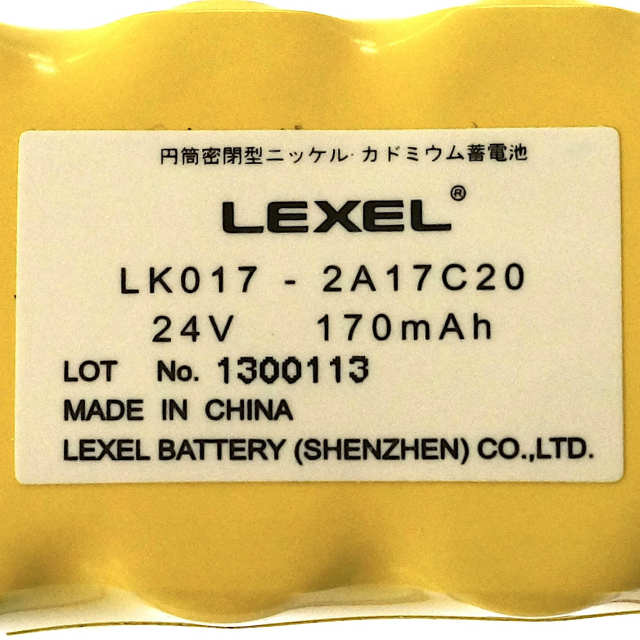 円筒密閉型ニッケル・カドミウム蓄電池
LEXEL®
LK017 - 2A17C20
24V 170mAh
LOT No. 1300113
MADE IN CHINA
LEXEL BATTERY (SHENZHEN) CO.,LTD.